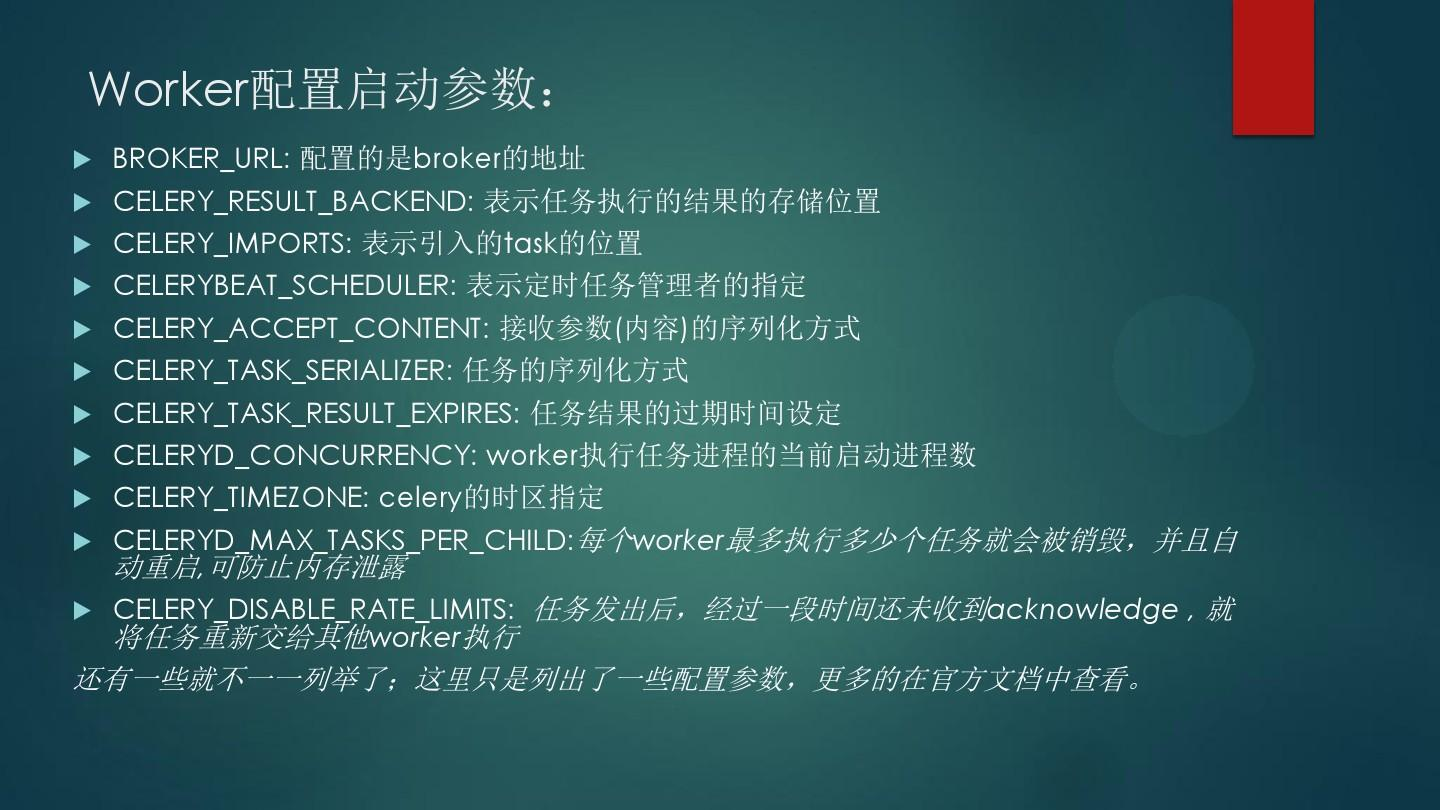 Worker配置启动参数：
BROKER_URL: 配置的是broker的地址
CELERY_RESULT_BACKEND: 表示任务执行的结果的存储位置
CELERY_IMPORTS: 表示引入的task的位置
CELERYBEAT_SCHEDULER: 表示定时任务管理者的指定
CELERY_ACCEPT_CONTENT: 接收参数(内容)的序列化方式
CELERY_TASK_SERIALIZER: 任务的序列化方式
CELERY_TASK_RESULT_EXPIRES: 任务结果的过期时间设定
CELERYD_CONCURRENCY: worker执行任务进程的当前启动进程数
CELERY_TIMEZONE: celery的时区指定
CELERYD_MAX_TASKS_PER_CHILD:每个worker最多执行多少个任务就会被销毁，并且自
动重启,可防止内存泄露
CELERY_DISABLE_RATE_LIMITS: 任务发出后，经过一段时间还未收到acknowledge , 就
将任务重新交给其他worker执行
还有一些就不一一列举了；这里只是列出了一些配置参数，更多的在官方文档中查看。